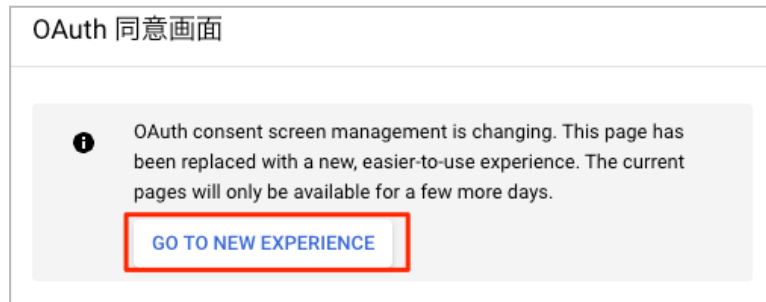 OAuth 同意画面
OAuth consent screen management is changing. This page has
been replaced with a new, easier-to-use experience. The current
pages will only be available for a few more days.
GO TO NEW EXPERIENCE